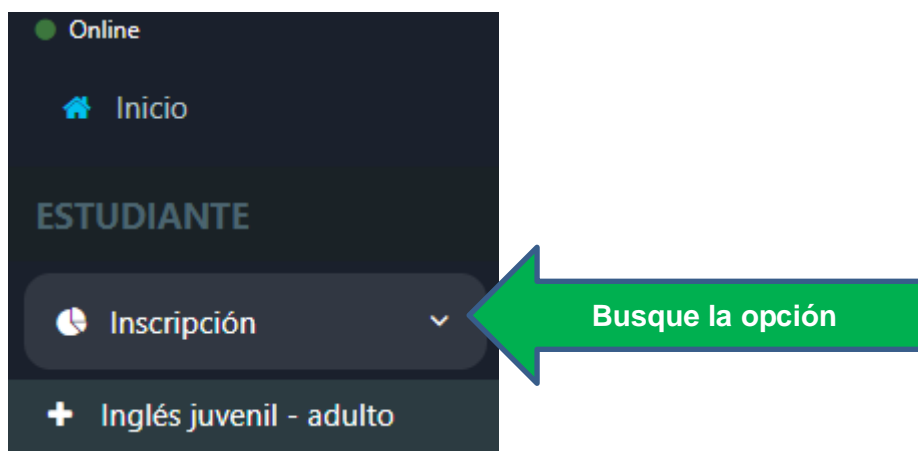 Online
Inicio
ESTUDIANTE
Inscripción
Busque la opción
Inglés juvenil - adulto